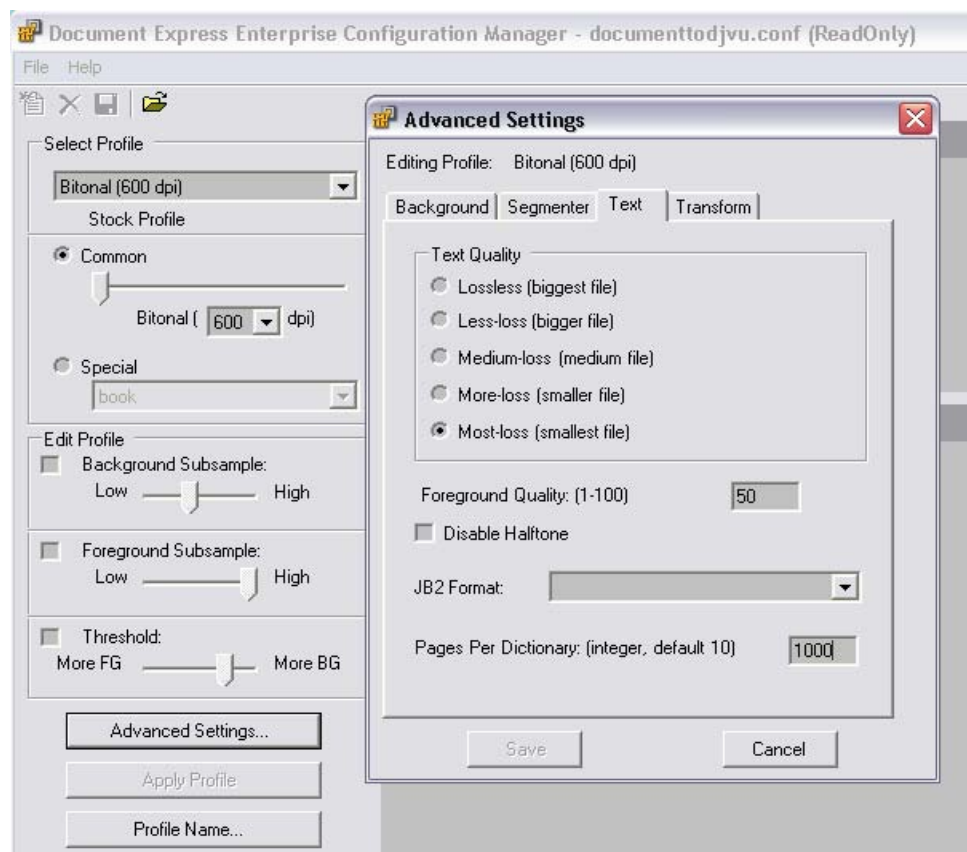 Document Express Enterprise Configuration Manager - documenttodjvu.conf (ReadOnly)
File Help
Select Profile
Bitonal (600 dpi)
Stock Profile
Common
Bitonal ( 600 dpi)
Special
book
Edit Profile
Background Subsample:
Low High
Foreground Subsample:
Low High
Threshold:
More FG More BG
Advanced Settings...
Apply Profile
Profile Name...
Advanced Settings
Editing Profile: Bitonal (600 dpi)
Background Segmenter Text Transform
Text Quality
Lossless (biggest file)
Less-loss (bigger file)
Medium-loss (medium file)
More-loss (smaller file)
Most-loss (smallest file)
Foreground Quality: (1-100) 50
Disable Halftone
JB2 Format:
Pages Per Dictionary: (integer, default 10) 1000
Save Cancel